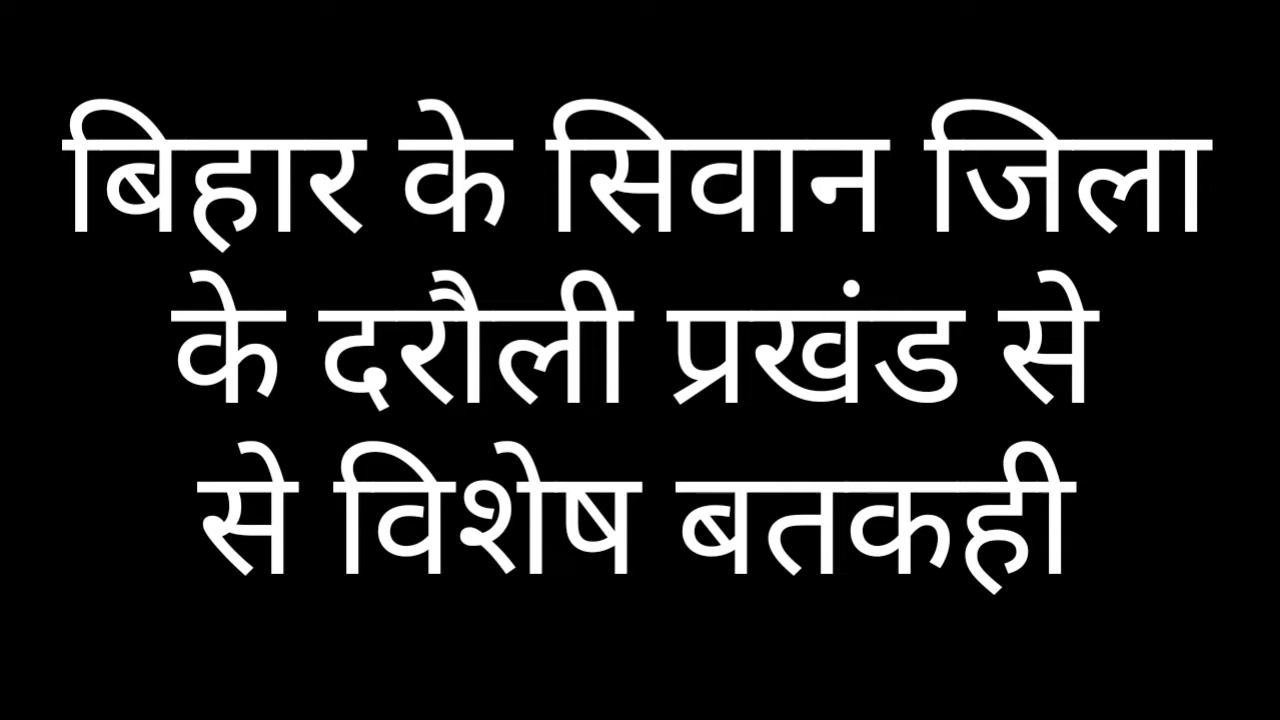 बिहार के सिवान जिला
के दरौली प्रखंड से
से विशेष बतकही